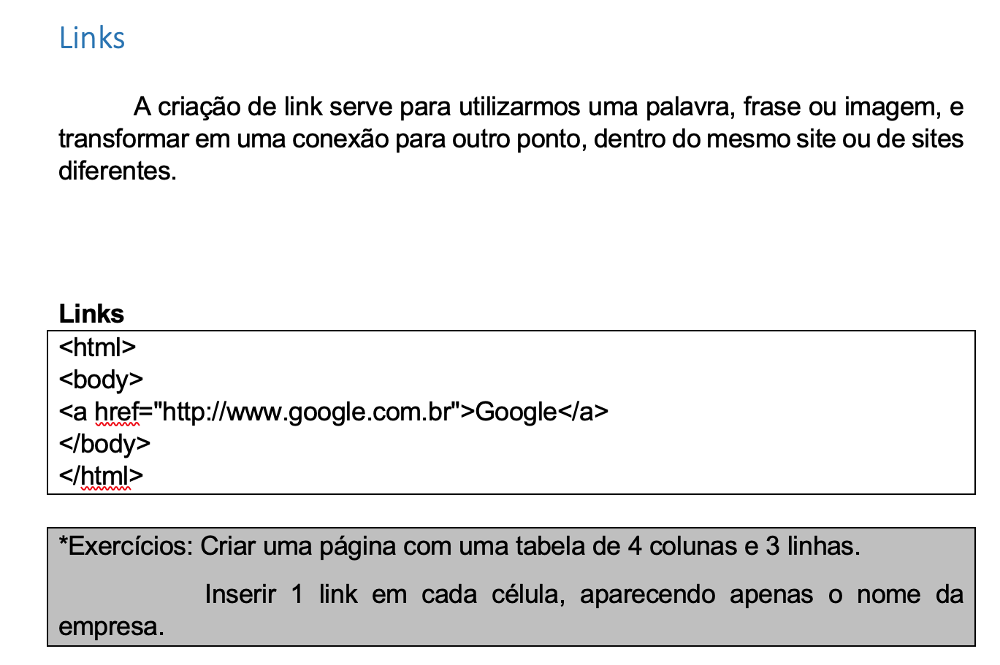 Links
A criação de link serve para utilizarmos uma palavra, frase ou imagem, e
transformar em uma conexão para outro ponto, dentro do mesmo site ou de sites
diferentes.
Links
<html>
<body>
<a href="http://www.google.com.br">Google</a>
</body>
</html>
*Exercícios: Criar uma página com uma tabela de 4 colunas e 3 linhas.
Inserir 1 link em cada célula, aparecendo apenas o nome da
empresa.